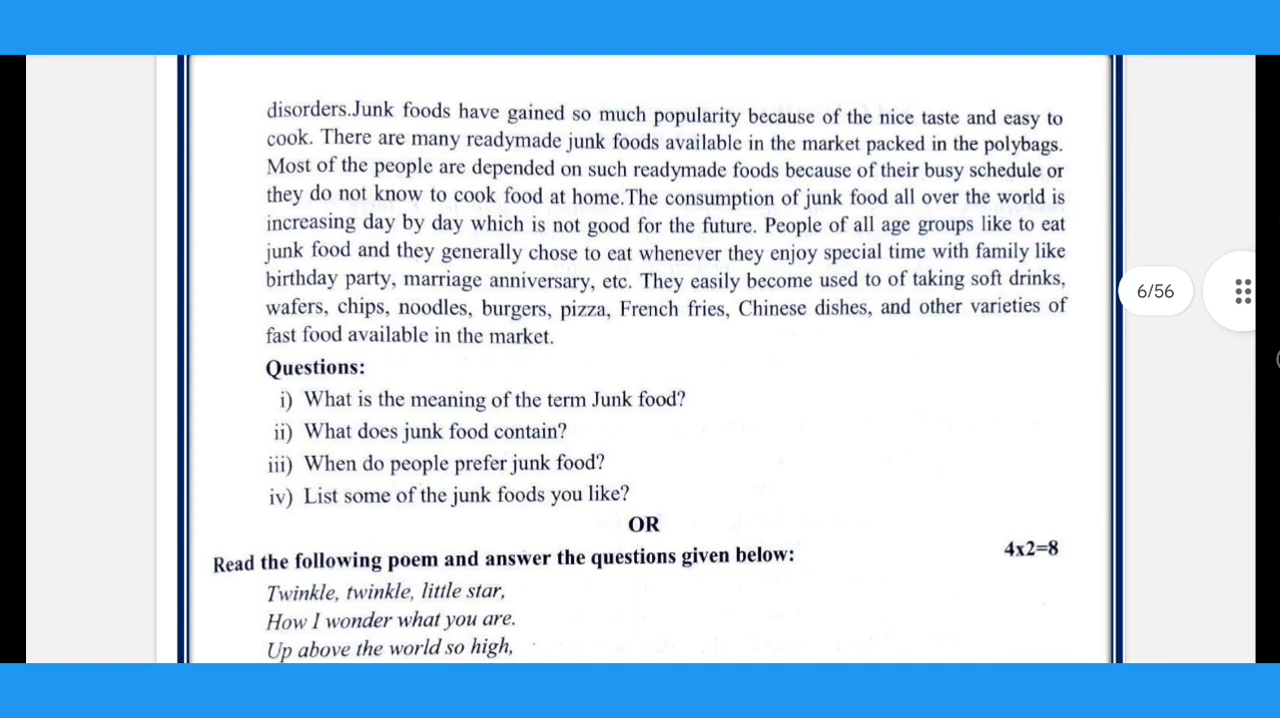 disorders.Junk foods have gained so much popularity because of the nice taste and easy to
cook. There are many readymade junk foods available in the market packed in the polybags.
Most of the people are depended on such readymade foods because of their busy schedule or
they do not know to cook food at home.The consumption of junk food all over the world is
increasing day by day which is not good for the future. People of all age groups like to eat
junk food and they generally chose to eat whenever they enjoy special time with family like
birthday party, marriage anniversary, etc. They easily become used to of taking soft drinks,
wafers, chips, noodles, burgers, pizza, French fries, Chinese dishes, and other varieties of
fast food available in the market.
Questions:
i) What is the meaning of the term Junk food?
ii) What does junk food contain?
iii) When do people prefer junk food?
iv) List some of the junk foods you like?
OR
Read the following poem and answer the questions given below: 4x2=8
Twinkle, twinkle, little star,
How I wonder what you are.
Up above the world so high,
6/56